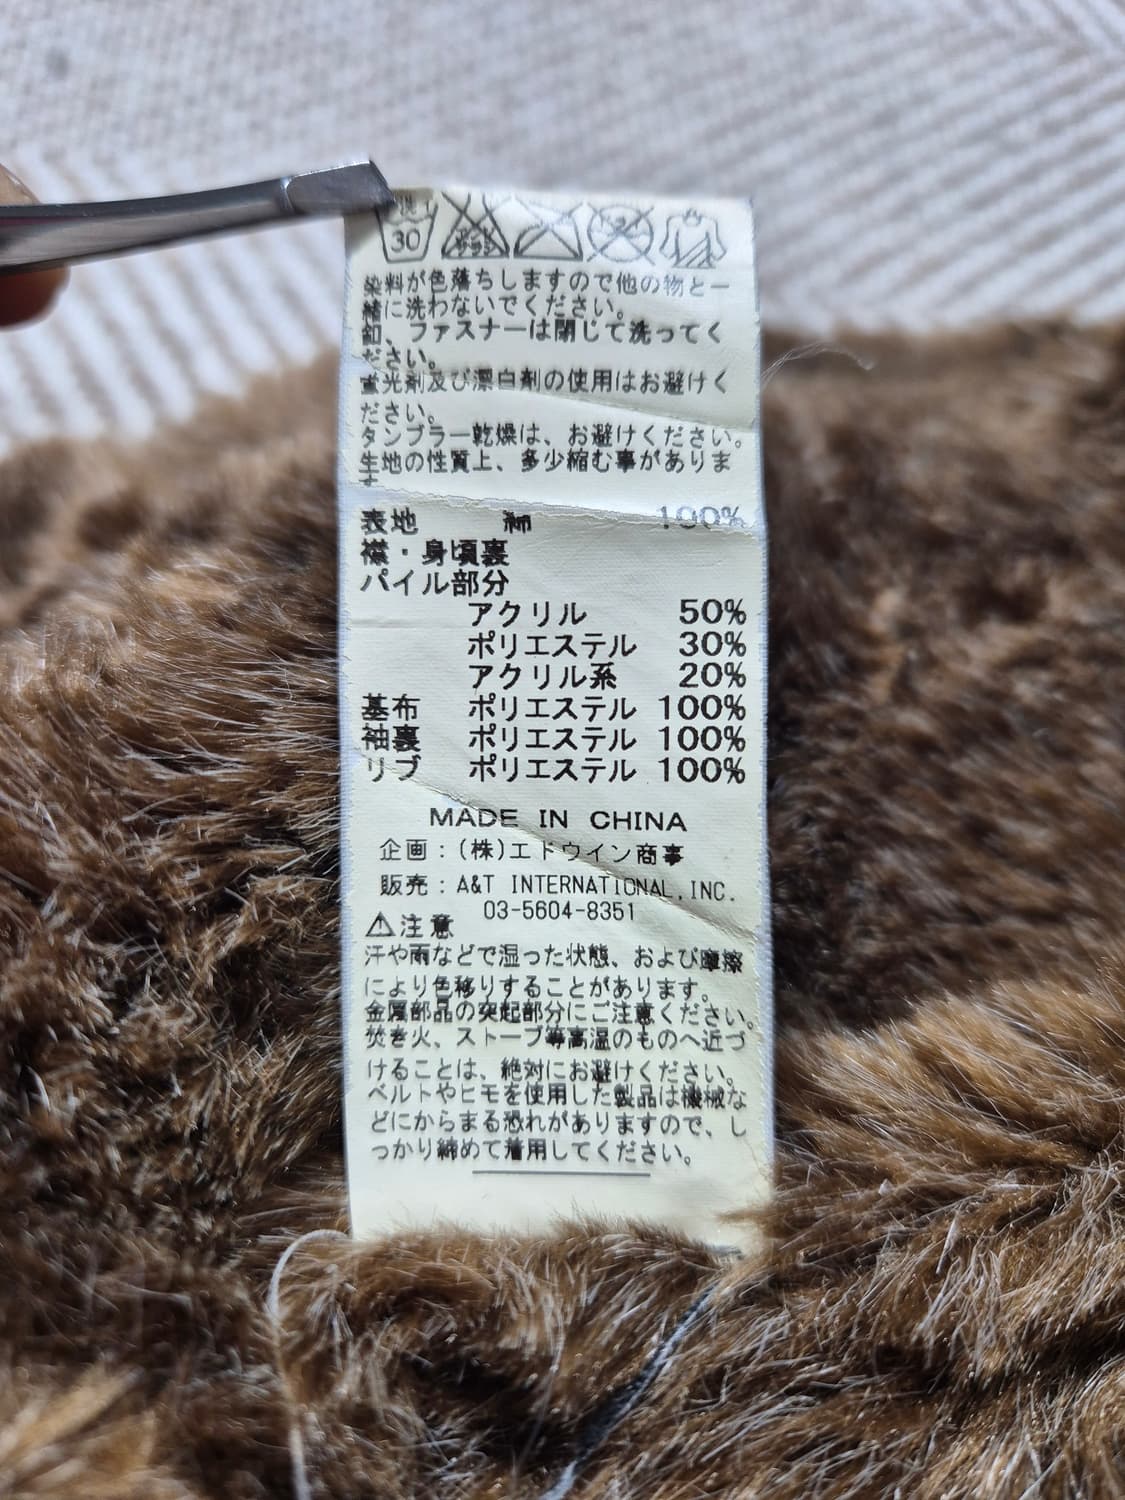 30
染料が色落ちしますので他の物と一
緒に洗わないでください。
釦、ファスナーは閉じて洗ってく
ださい。
蛍光剤及び漂白剤の使用はお避けく
ださい。
タンブラー乾燥は、お避けください。
生地の性質上、多少縮む事がありま
す
表地 綿 100%
襟・身頃裏
パイル部分
アクリル 50%
ポリエステル 30%
アクリル系 20%
基布 ポリエステル 100%
袖裏 ポリエステル 100%
リブ ポリエステル 100%
MADE IN CHINA
企画:(株)エドウイン商事
販売:A&T INTERNATIONAL,INC.
03-5604-8351
⚠注意
汗や雨などで湿った状態、および摩擦
により色移りすることがあります。
金属部品の突起部分にご注意ください。
焚き火、ストーブ等高温のものへ近づ
けることは、絶対にお避けください。
ベルトやヒモを使用した製品は機械な
どにからまる恐れがありますので、し
っかり締めて着用してください。